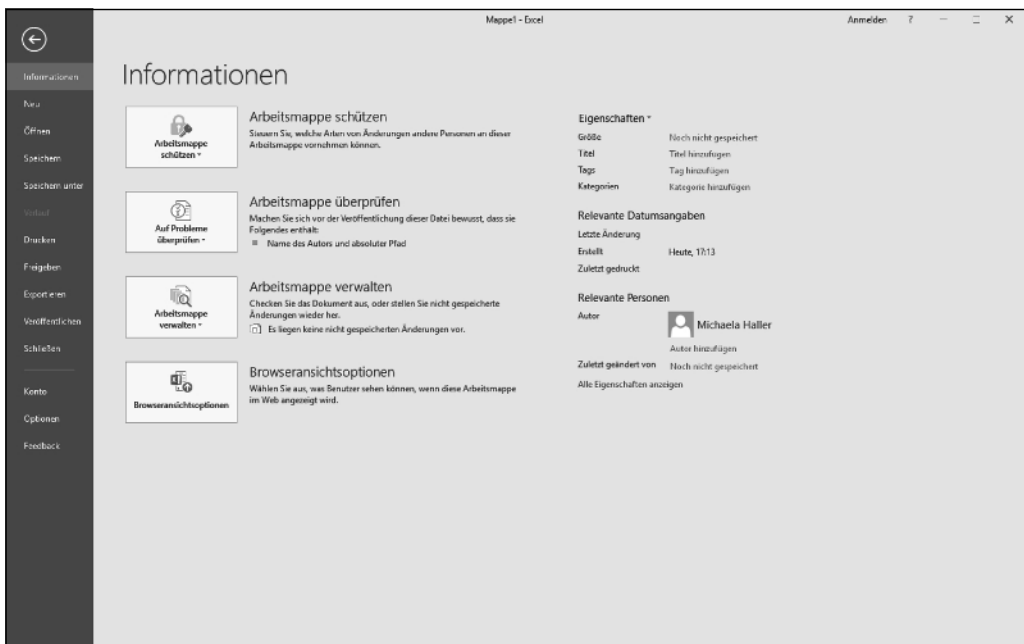 Mappe1 - Excel
Anmelden ?
Informationen
Neu
Öffnen
Speichern
Speichern unter
Verlauf
Drucken
Freigeben
Exportieren
Veröffentlichen
Schließen
Konto
Optionen
Feedback
Informationen
Arbeitsmappe
schützen
Arbeitsmappe schützen
Steuern Sie, welche Arten von Änderungen andere Personen an dieser
Arbeitsmappe vornehmen können.
Auf Probleme
überprüfen
Arbeitsmappe überprüfen
Machen Sie sich vor der Veröffentlichung dieser Datei bewusst, dass sie
Folgendes enthält:
Name des Autors und absoluter Pfad
Arbeitsmappe
verwalten
Arbeitsmappe verwalten
Checken Sie das Dokument aus, oder stellen Sie nicht gespeicherte
Änderungen wieder her.
Es liegen keine nicht gespeicherten Änderungen vor.
Browseransichtsoptionen
Browseransichtsoptionen
Wählen Sie aus, was Benutzer sehen können, wenn diese Arbeitsmappe
im Web angezeigt wird.
Eigenschaften
Größe Noch nicht gespeichert
Titel Titel hinzufügen
Tags Tag hinzufügen
Kategorien Kategorie hinzufügen
Relevante Datumsangaben
Letzte Änderung
Erstellt Heute, 17:13
Zuletzt gedruckt
Relevante Personen
Autor Michaela Haller
Autor hinzufügen
Zuletzt geändert von Noch nicht gespeichert
Alle Eigenschaften anzeigen